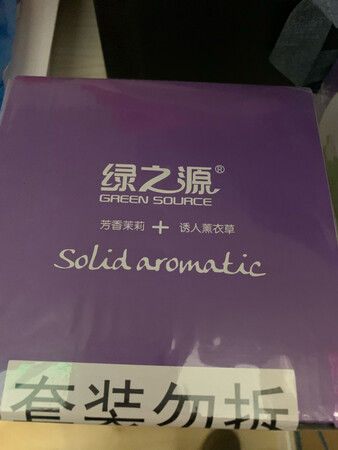 绿之源®
GREEN SOURCE
芳香茉莉 + 诱人薰衣草
Solid aromatic
套装勿拆